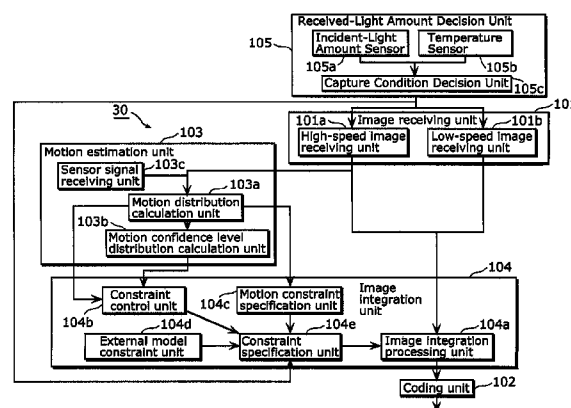 Received-Light Amount Decision Unit
105
Incident-Light
Amount Sensor
Temperature
Sensor
105a
105b
Capture Condition Decision Unit
105c
30
10
101a
Image receiving unit
101b
High-speed image
receiving unit
Low-speed image
receiving unit
103
Motion estimation unit
Sensor signal
receiving unit
103c
103a
Motion distribution
calculation unit
103b
Motion confidence level
distribution calculation unit
104
Constraint
control unit
104b
104c
Motion constraint
specification unit
Image
integration
unit
104d
External model
constraint unit
104e
Constraint
specification unit
104a
Image integration
processing unit
Coding unit
102